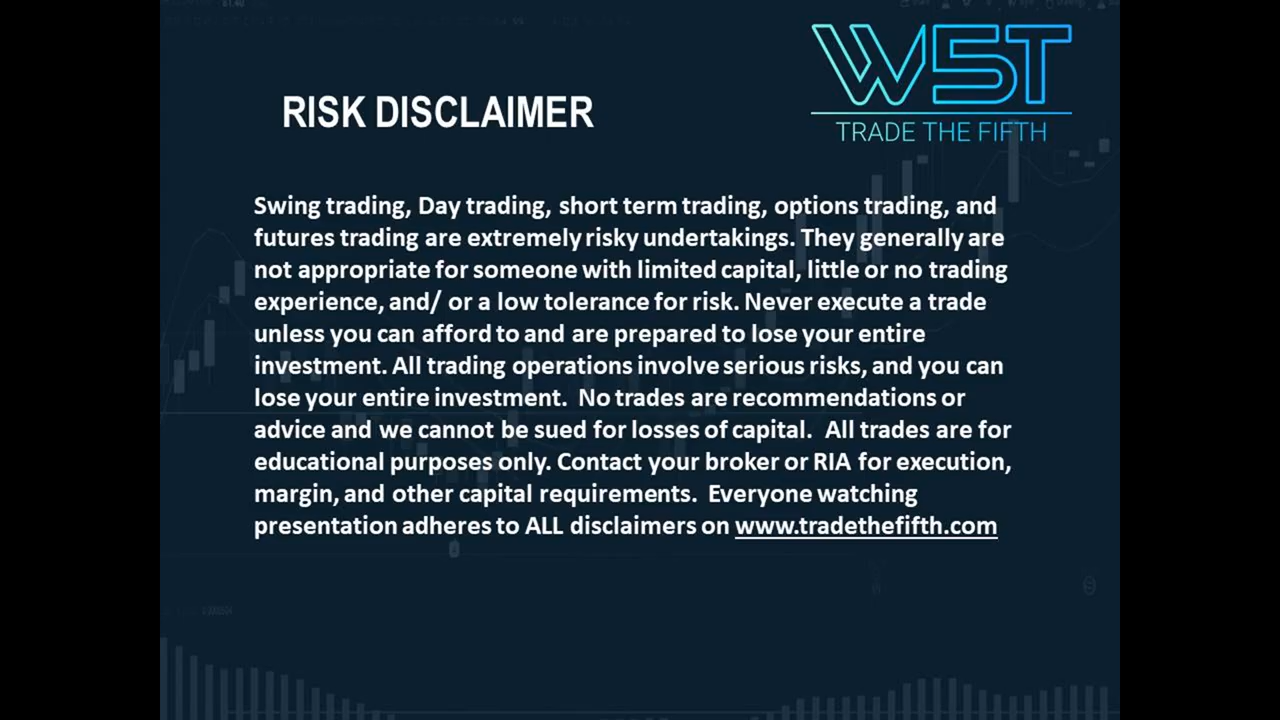 W5T
TRADE THE FIFTH
RISK DISCLAIMER
Swing trading, Day trading, short term trading, options trading, and
futures trading are extremely risky undertakings. They generally are
not appropriate for someone with limited capital, little or no trading
experience, and/ or a low tolerance for risk. Never execute a trade
unless you can afford to and are prepared to lose your entire
investment. All trading operations involve serious risks, and you can
lose your entire investment.  No trades are recommendations or
advice and we cannot be sued for losses of capital.  All trades are for
educational purposes only. Contact your broker or RIA for execution,
margin, and other capital requirements.  Everyone watching
presentation adheres to ALL disclaimers on www.tradethefifth.com